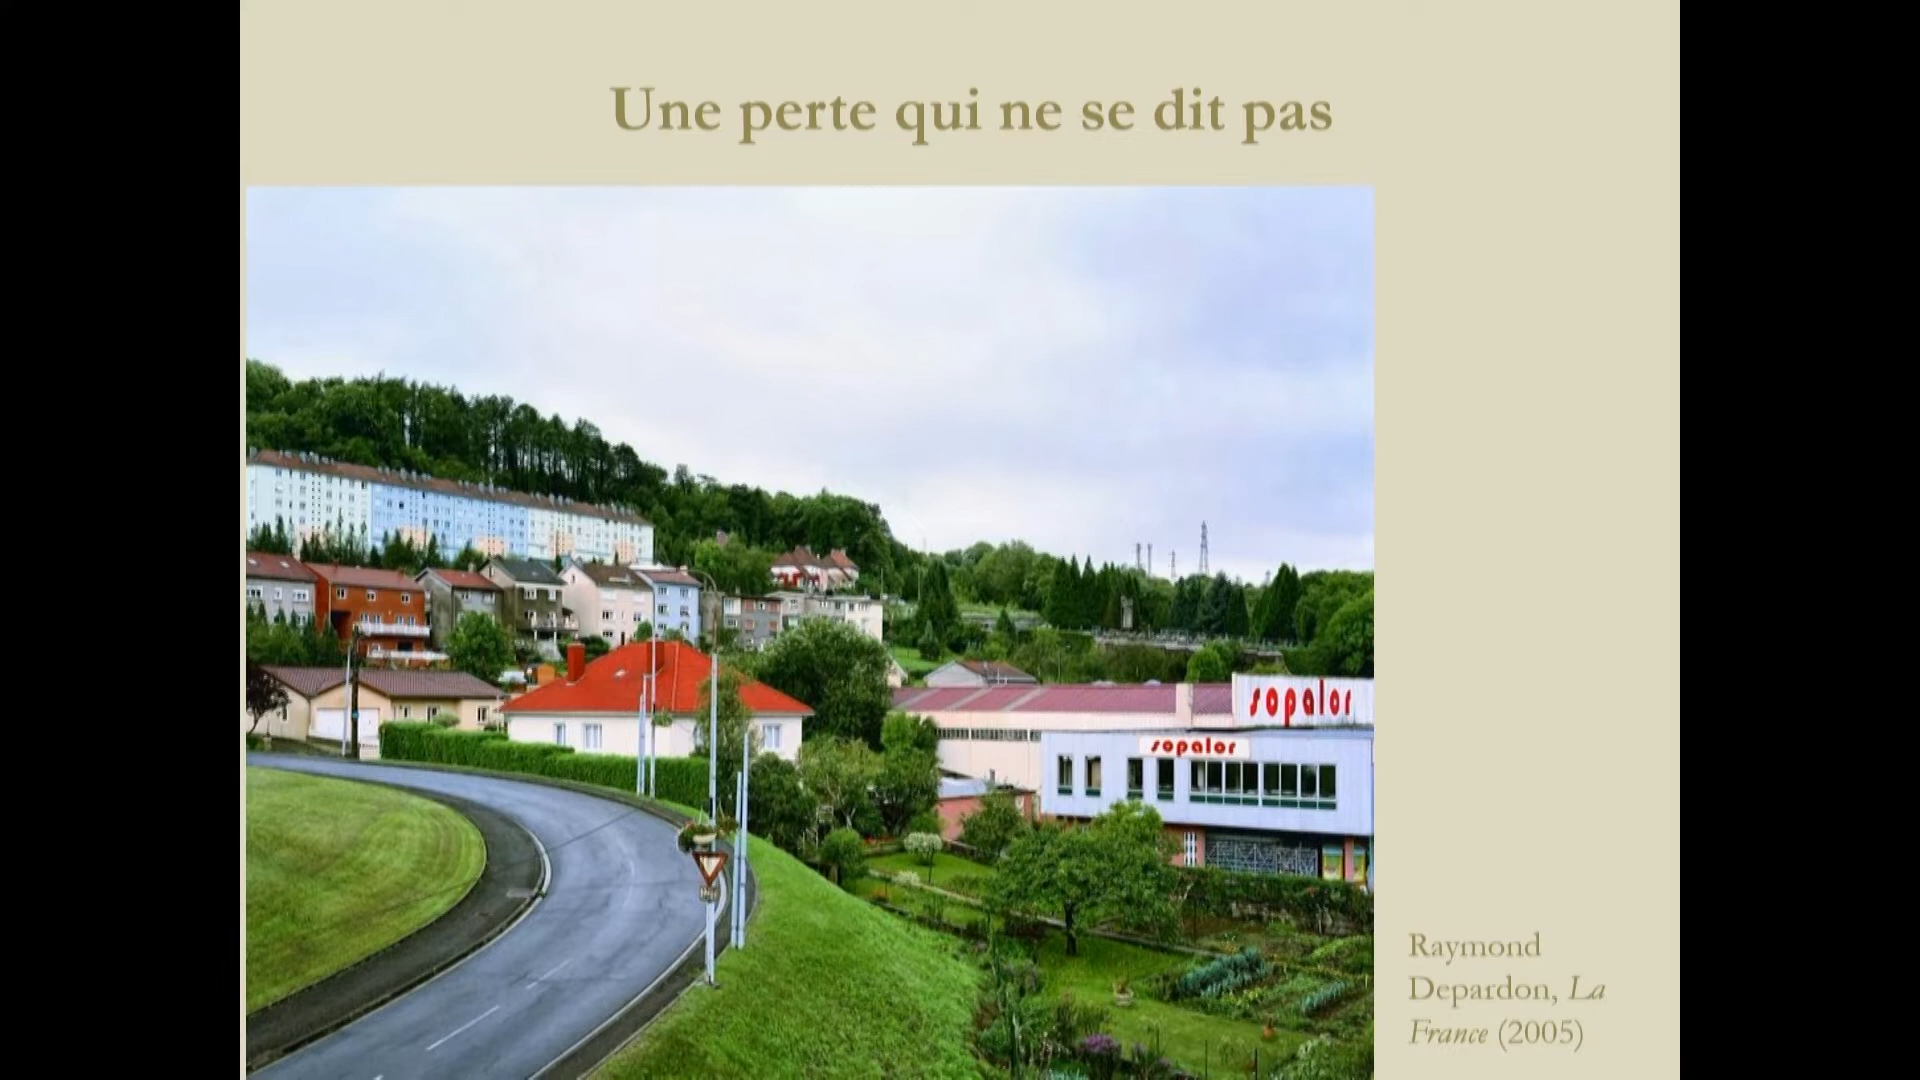 Une perte qui ne se dit pas
sopalor
sopalor
Raymond
Depardon, La
France (2005)